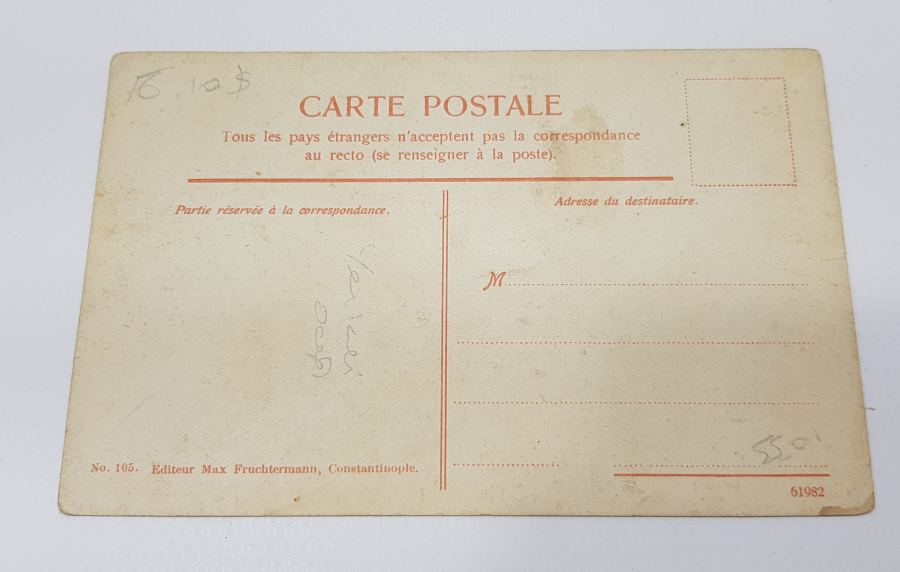 10$
CARTE POSTALE
Tous les pays étrangers n'acceptent pas la correspondance
au recto (se renseigner à la poste).
Partie réservée à la correspondance.
Adresse du destinataire.
M
No. 105. Editeur Max Fruchtermann, Constantinople.
61982